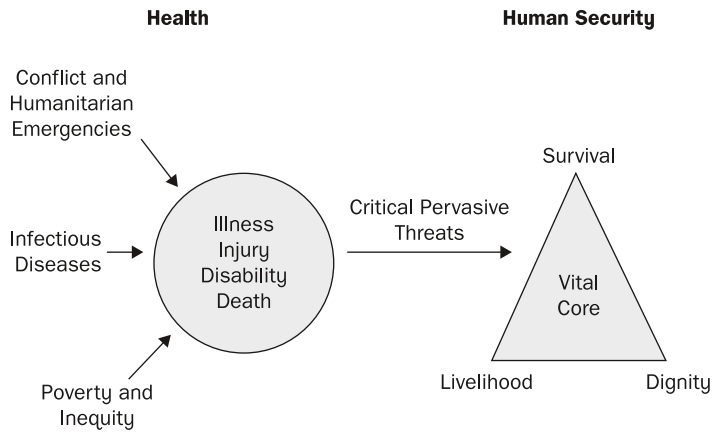 Health
Human Security
Conflict and
Humanitarian
Emergencies
Infectious
Diseases
Poverty and
Inequity
Illness
Injury
Disability
Death
Critical Pervasive
Threats
Survival
Vital
Core
Livelihood
Dignity